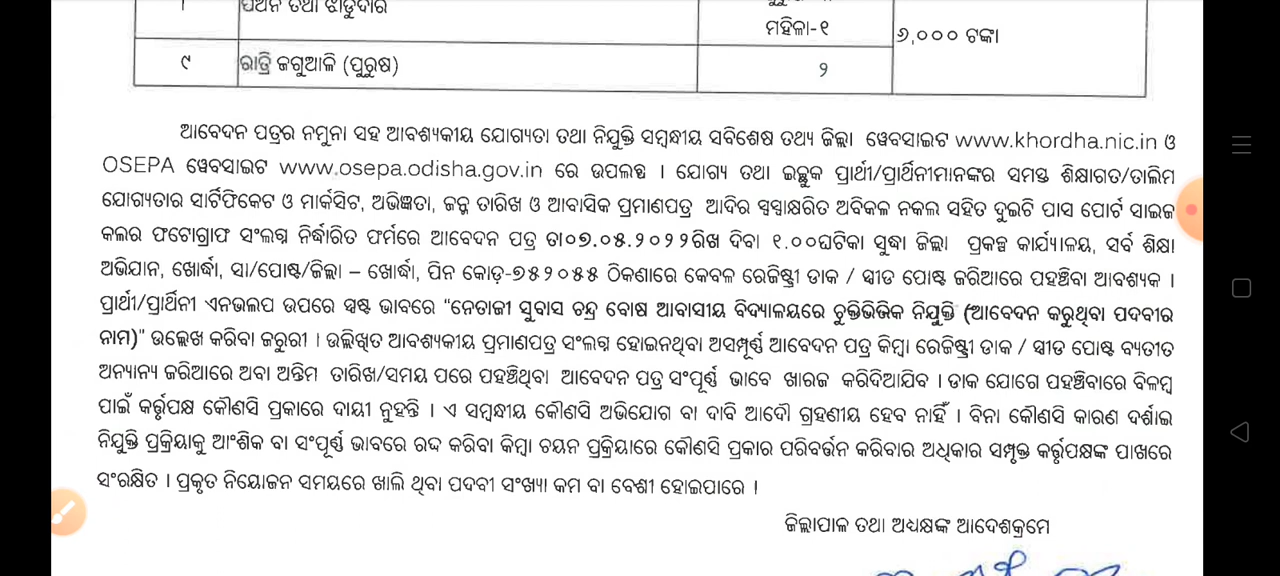 ପିଅନ ତଥା ଝାଡୁଦାର
ମହିଳା-୧
୬,୦୦୦ ଟଙ୍କା
୯ ରାତ୍ରି ଜଗୁଆଳି (ପୁରୁଷ) ୨
ଆବେଦନ ପତ୍ରର ନମୁନା ସହ ଆବଶ୍ୟକୀୟ ଯୋଗ୍ୟତା ତଥା ନିଯୁକ୍ତି ସମ୍ବନ୍ଧୀୟ ସବିଶେଷ ତଥ୍ୟ ଜିଲ୍ଲା ୱେବସାଇଟ www.khordha.nic.in ଓ
OSEPA ୱେବସାଇଟ www.osepa.odisha.gov.in ରେ ଉପଲବ୍ଧ । ଯୋଗ୍ୟ ତଥା ଇଚ୍ଛୁକ ପ୍ରାର୍ଥୀ/ପ୍ରାର୍ଥିନୀମାନଙ୍କର ସମସ୍ତ ଶିକ୍ଷାଗତ/ତାଲିମ
ଯୋଗ୍ୟତାର ସାର୍ଟିଫିକେଟ ଓ ମାର୍କସିଟ, ଅଭିଜ୍ଞତା, ଜନ୍ମ ତାରିଖ ଓ ଆବାସିକ ପ୍ରମାଣପତ୍ର ଆଦିର ସ୍ୱସ୍ୱାକ୍ଷରିତ ଅବିକଳ ନକଲ ସହିତ ଦୁଇଟି ପାସ ପୋର୍ଟ ସାଇଜ
କଲର ଫଟୋଗ୍ରାଫ ସଂଲଗ୍ନ ନିର୍ଦ୍ଧାରିତ ଫର୍ମରେ ଆବେଦନ ପତ୍ର ତା୦୭.୦୫.୨୦୨୨ରିଖ ଦିବା ୧.୦୦ଘଟିକା ସୁଦ୍ଧା ଜିଲ୍ଲା ପ୍ରକଳ୍ପ କାର୍ଯ୍ୟାଳୟ, ସର୍ବ ଶିକ୍ଷା
ଅଭିଯାନ, ଖୋର୍ଦ୍ଧା, ସା/ପୋଷ୍ଟ/ଜିଲ୍ଲା – ଖୋର୍ଦ୍ଧା, ପିନ କୋଡ଼-୭୫୨୦୫୫ ଠିକଣାରେ କେବଳ ରେଜିଷ୍ଟ୍ରୀ ଡାକ / ସ୍ପୀଡ ପୋଷ୍ଟ ଜରିଆରେ ପହଞ୍ଚିବା ଆବଶ୍ୟକ ।
ପ୍ରାର୍ଥୀ/ପ୍ରାର୍ଥିନୀ ଏନଭଲପ ଉପରେ ସ୍ପଷ୍ଟ ଭାବରେ "ନେତାଜୀ ସୁବାସ ଚନ୍ଦ୍ର ବୋଷ ଆବାସୀୟ ବିଦ୍ୟାଳୟରେ ଚୁକ୍ତିଭିତ୍ତିକ ନିଯୁକ୍ତି (ଆବେଦନ କରୁଥିବା ପଦବୀର
ନାମ)" ଉଲ୍ଲେଖ କରିବା ଜରୁରୀ । ଉଲ୍ଲିଖିତ ଆବଶ୍ୟକୀୟ ପ୍ରମାଣପତ୍ର ସଂଲଗ୍ନ ହୋଇନଥିବା ଅସମ୍ପୂର୍ଣ୍ଣ ଆବେଦନ ପତ୍ର କିମ୍ବା ରେଜିଷ୍ଟ୍ରୀ ଡାକ / ସ୍ପୀଡ ପୋଷ୍ଟ ବ୍ୟତୀତ
ଅନ୍ୟାନ୍ୟ ଜରିଆରେ ଅବା ଅନ୍ତିମ ତାରିଖ/ସମୟ ପରେ ପହଞ୍ଚିଥିବା ଆବେଦନ ପତ୍ର ସଂପୂର୍ଣ୍ଣ ଭାବେ ଖାରଜ କରିଦିଆଯିବ । ଡାକ ଯୋଗେ ପହଞ୍ଚିବାରେ ବିଳମ୍ବ
ପାଇଁ କର୍ତ୍ତୃପକ୍ଷ କୌଣସି ପ୍ରକାରେ ଦାୟୀ ନୁହନ୍ତି । ଏ ସମ୍ବନ୍ଧୀୟ କୌଣସି ଅଭିଯୋଗ ବା ଦାବି ଆଦୌ ଗ୍ରହଣୀୟ ହେବ ନାହିଁ । ବିନା କୌଣସି କାରଣ ଦର୍ଶାଇ
ନିଯୁକ୍ତି ପ୍ରକ୍ରିୟାକୁ ଆଂଶିକ ବା ସଂପୂର୍ଣ୍ଣ ଭାବରେ ରଦ୍ଦ କରିବା କିମ୍ବା ଚୟନ ପ୍ରକ୍ରିୟାରେ କୌଣସି ପ୍ରକାର ପରିବର୍ତ୍ତନ କରିବାର ଅଧିକାର ସମ୍ପୃକ୍ତ କର୍ତ୍ତୃପକ୍ଷଙ୍କ ପାଖରେ
ସଂରକ୍ଷିତ । ପ୍ରକୃତ ନିୟୋଜନ ସମୟରେ ଖାଲି ଥିବା ପଦବୀ ସଂଖ୍ୟା କମ ବା ବେଶୀ ହୋଇପାରେ ।
ଜିଲ୍ଲାପାଳ ତଥା ଅଧ୍ୟକ୍ଷଙ୍କ ଆଦେଶକ୍ରମେ